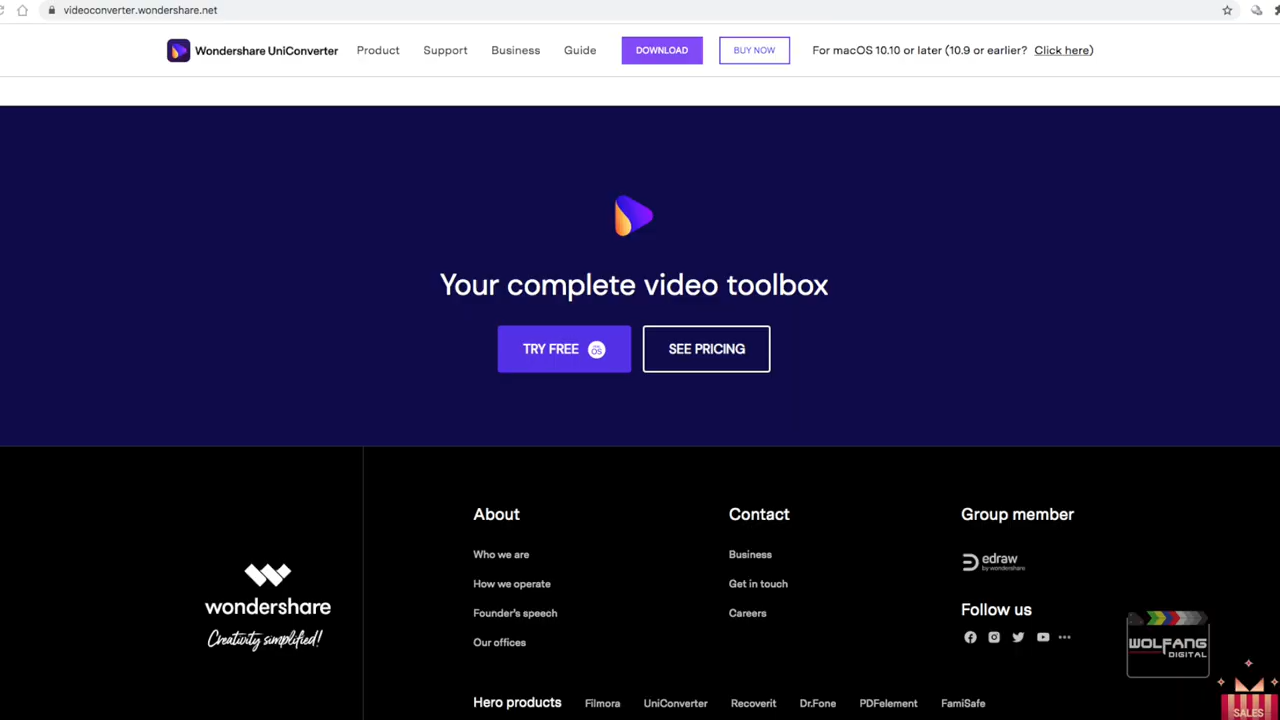 videoconverter.wondershare.net
Wondershare UniConverter Product Support Business Guide DOWNLOAD BUY NOW For macOS 10.10 or later (10.9 or earlier? Click here)
Your complete video toolbox
TRY FREE SEE PRICING
About Contact Group member
Who we are Business edraw
by wondershare
How we operate Get in touch
wondershare Founder's speech Careers Follow us
Creativity simplified! Our offices
WOLFANG
DIGITAL
Hero products Filmora UniConverter Recoverit Dr.Fone PDFelement FamiSafe
SALES